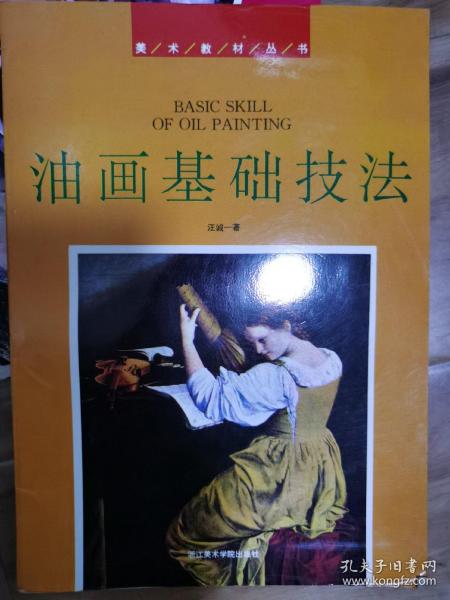 美/术/教/材/丛/书
BASIC SKILL
OF OIL PAINTING
油画基础技法
汪诚一著
浙江美术学院出版社
孔夫子旧书网
www.kongfz.com